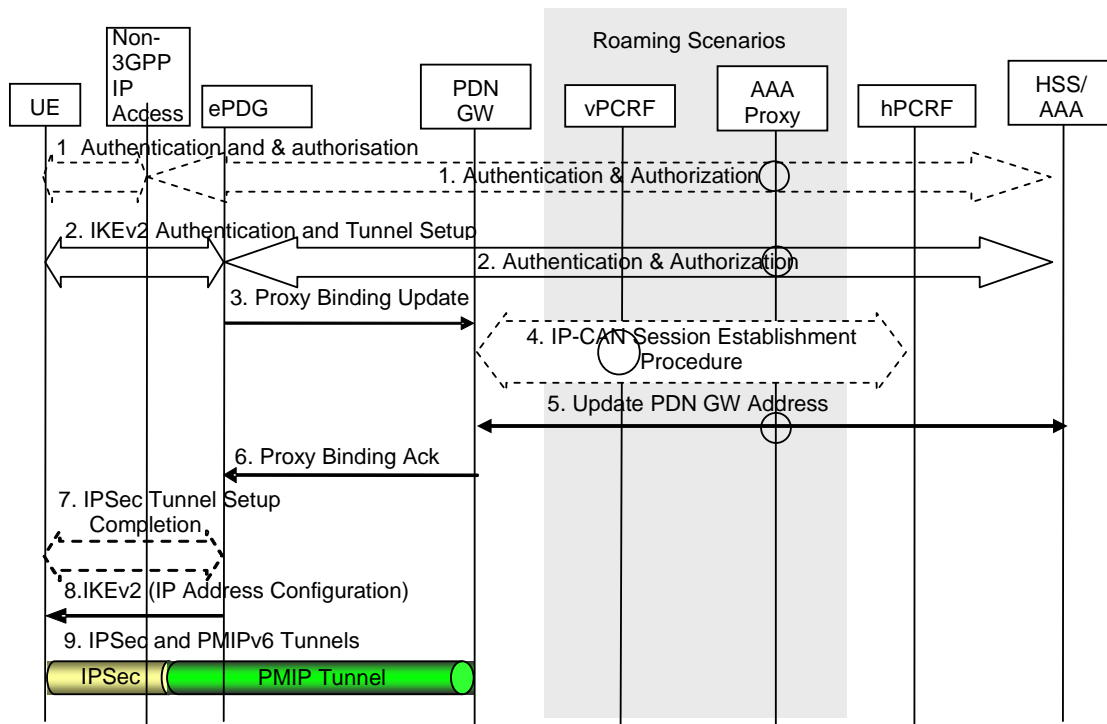 Roaming Scenarios
Non-
3GPP
IP
Access
UE
ePDG
PDN
GW
vPCRF
AAA
Proxy
hPCRF
HSS/
AAA
1 Authentication and & authorisation
1. Authentication & Authorization
2. IKEv2 Authentication and Tunnel Setup
2. Authentication & Authorization
3. Proxy Binding Update
4. IP-CAN Session Establishment
Procedure
5. Update PDN GW Address
6. Proxy Binding Ack
7. IPSec Tunnel Setup
Completion
8.IKEv2 (IP Address Configuration)
9. IPSec and PMIPv6 Tunnels
IPSec
PMIP Tunnel